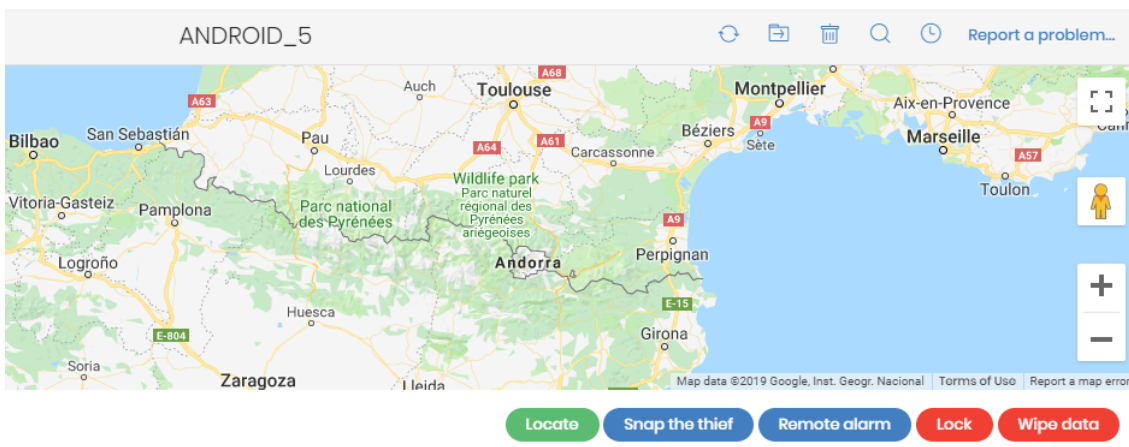 ANDROID_5
Report a problem...
A68
Auch
Toulouse
Montpellier
A63
Aix-en-Provence
Bilbao
San Sebastián
Pau
A64
A61
Carcassonne
Béziers
A9
Sète
Marseille
A57
Lourdes
Wildlife park
Parc naturel
régional des
Pyrénées
ariégeoises
Toulon
Vitoria-Gasteiz
Pamplona
Parc national
des Pyrénées
A9
Logroño
Andorra
Perpignan
Huesca
E-15
E-804
Girona
Soria
Zaragoza
Lleida
Map data ©2019 Google, Inst. Geogr. Nacional
Terms of Use
Report a map error
Locate
Snap the thief
Remote alarm
Lock
Wipe data